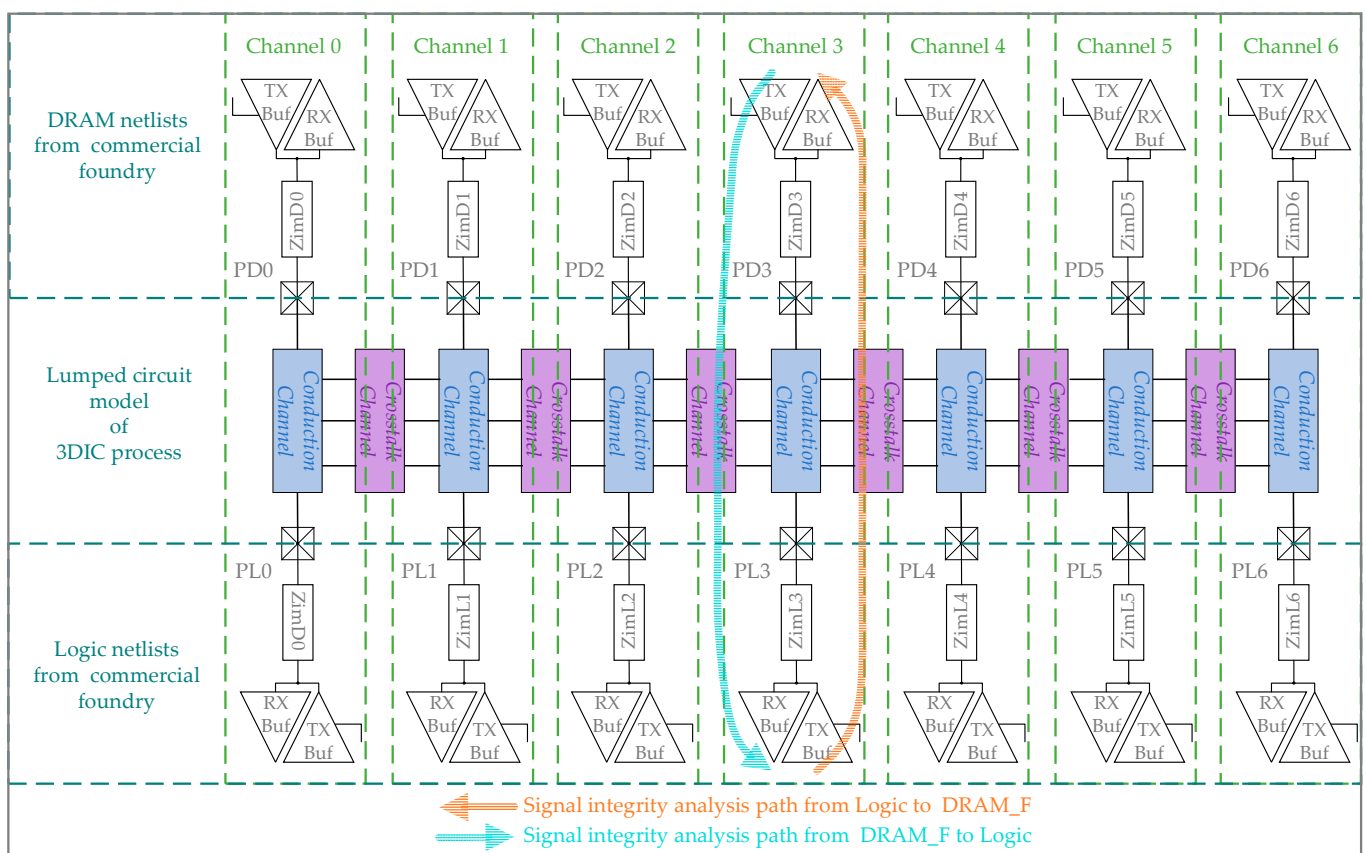 Channel 0
Channel 1
Channel 2
Channel 3
Channel 4
Channel 5
Channel 6
TX
Buf
RX
Buf
TX
Buf
RX
Buf
TX
Buf
RX
Buf
TX
Buf
RX
Buf
TX
Buf
RX
Buf
TX
Buf
RX
Buf
TX
Buf
RX
Buf
DRAM netlists
from commercial
foundry
ZimD0
ZimD1
ZimD2
ZimD3
ZimD4
ZimD5
ZimD6
PD0
PD1
PD2
PD3
PD4
PD5
PD6
Lumped circuit
model
of
3DIC process
Conduction
Channel
Crosstalk
Channel
Conduction
Channel
Crosstalk
Channel
Conduction
Channel
Crosstalk
Channel
Conduction
Channel
Crosstalk
Channel
Conduction
Channel
Crosstalk
Channel
Conduction
Channel
Crosstalk
Channel
Conduction
Channel
PL0
PL1
PL2
PL3
PL4
PL5
PL6
ZimD0
ZimL1
ZimL2
ZimL3
ZimL4
ZimL5
ZimL6
Logic netlists
from commercial
foundry
RX
Buf
TX
Buf
RX
Buf
TX
Buf
RX
Buf
TX
Buf
RX
Buf
TX
Buf
RX
Buf
TX
Buf
RX
Buf
TX
Buf
RX
Buf
TX
Buf
Signal integrity analysis path from Logic to DRAM_F
Signal integrity analysis path from DRAM_F to Logic